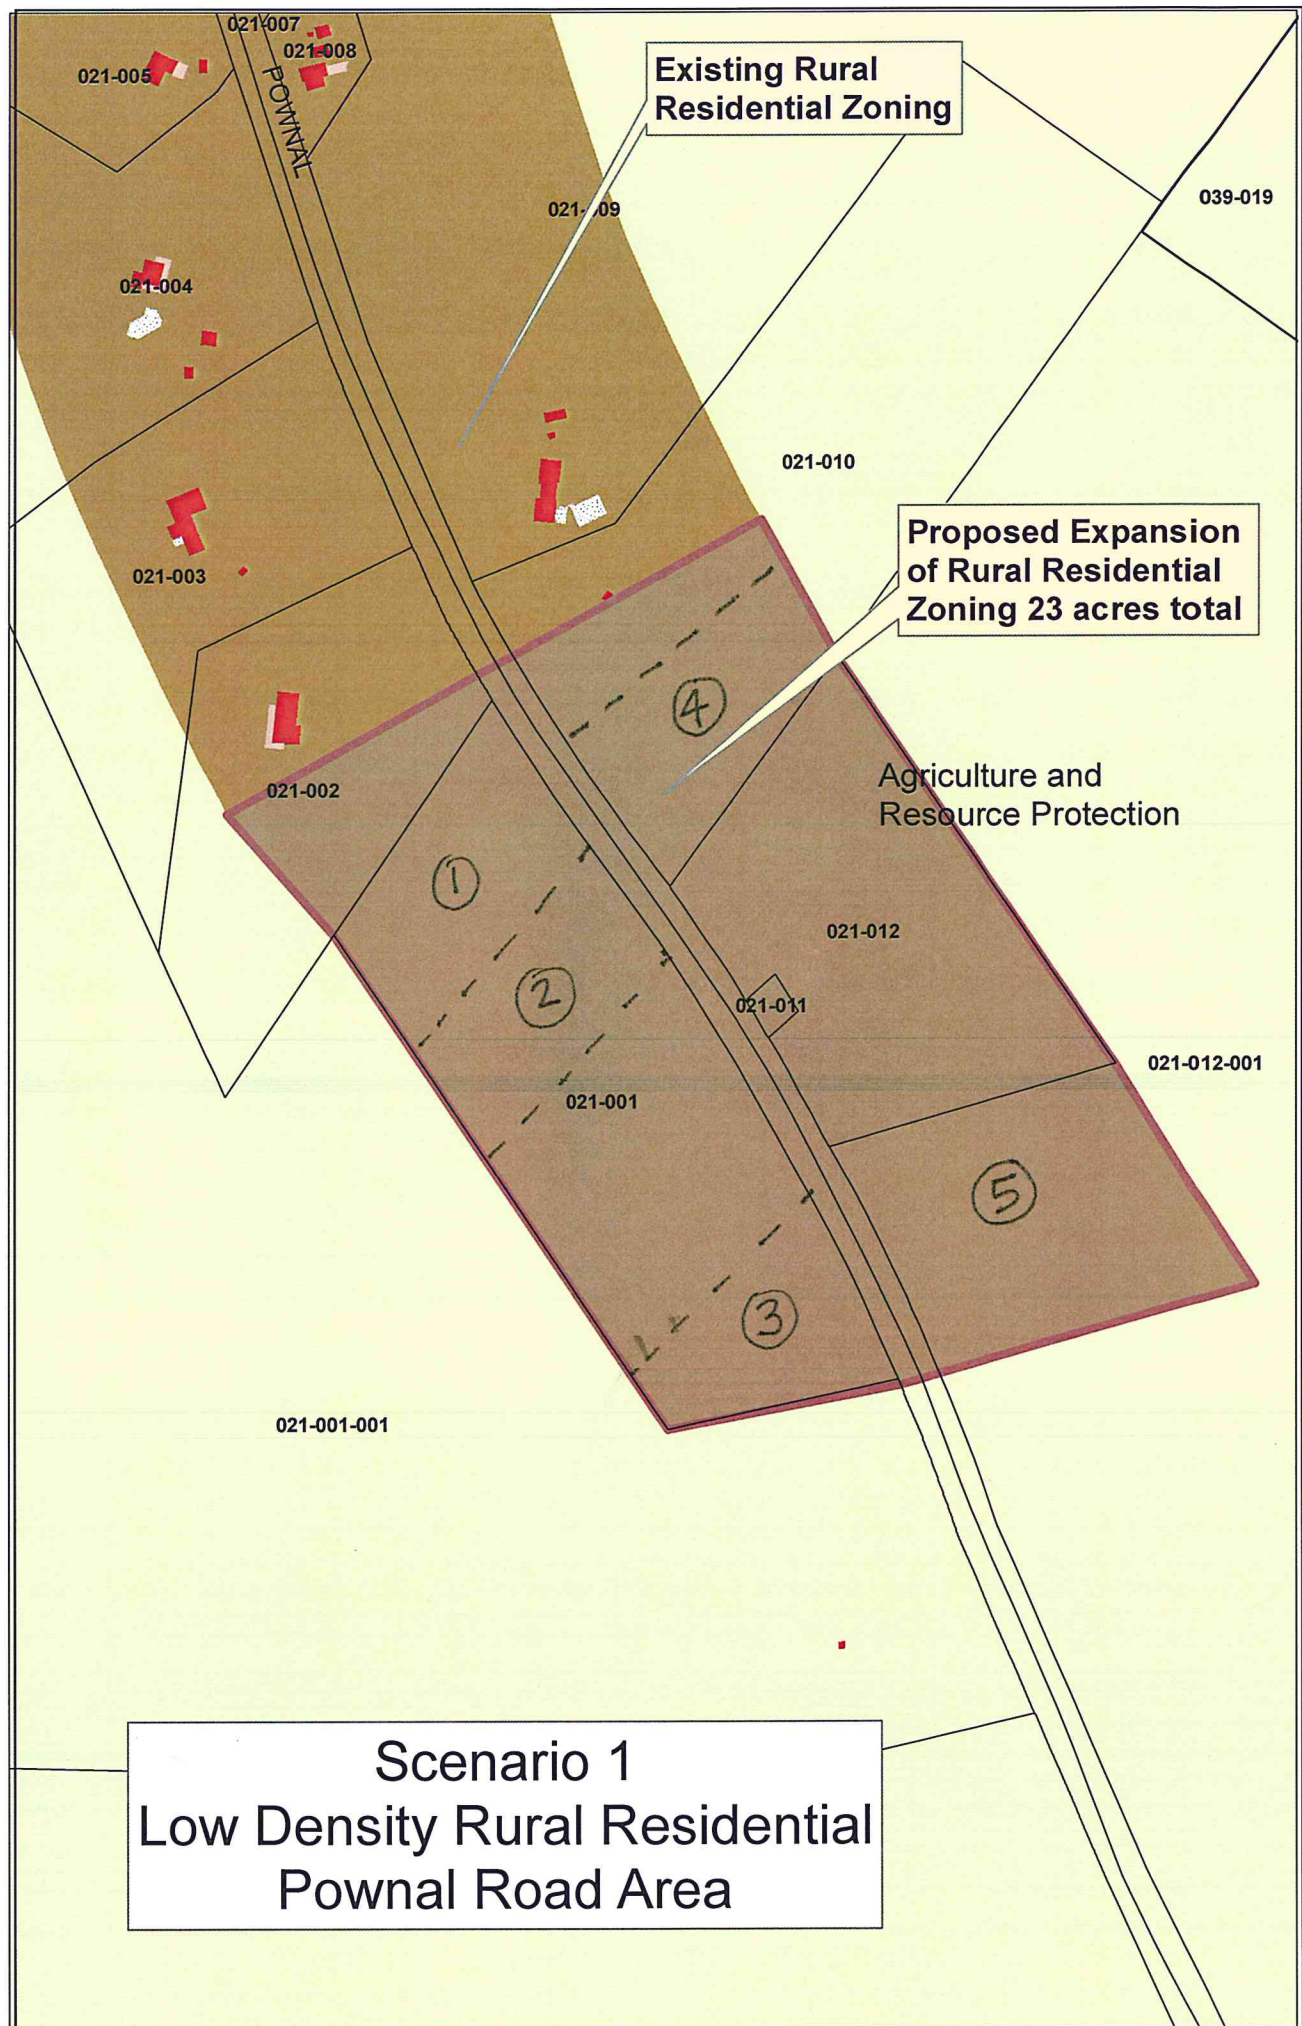 021-007
021-008
021-005
POWNAL
Existing Rural
Residential Zoning
039-019
021-009
021-004
021-010
Proposed Expansion
of Rural Residential
Zoning 23 acres total
021-003
4
Agriculture and
Resource Protection
021-002
1
021-012
2
021-011
021-012-001
021-001
5
3
021-001-001
Scenario 1
Low Density Rural Residential
Pownal Road Area